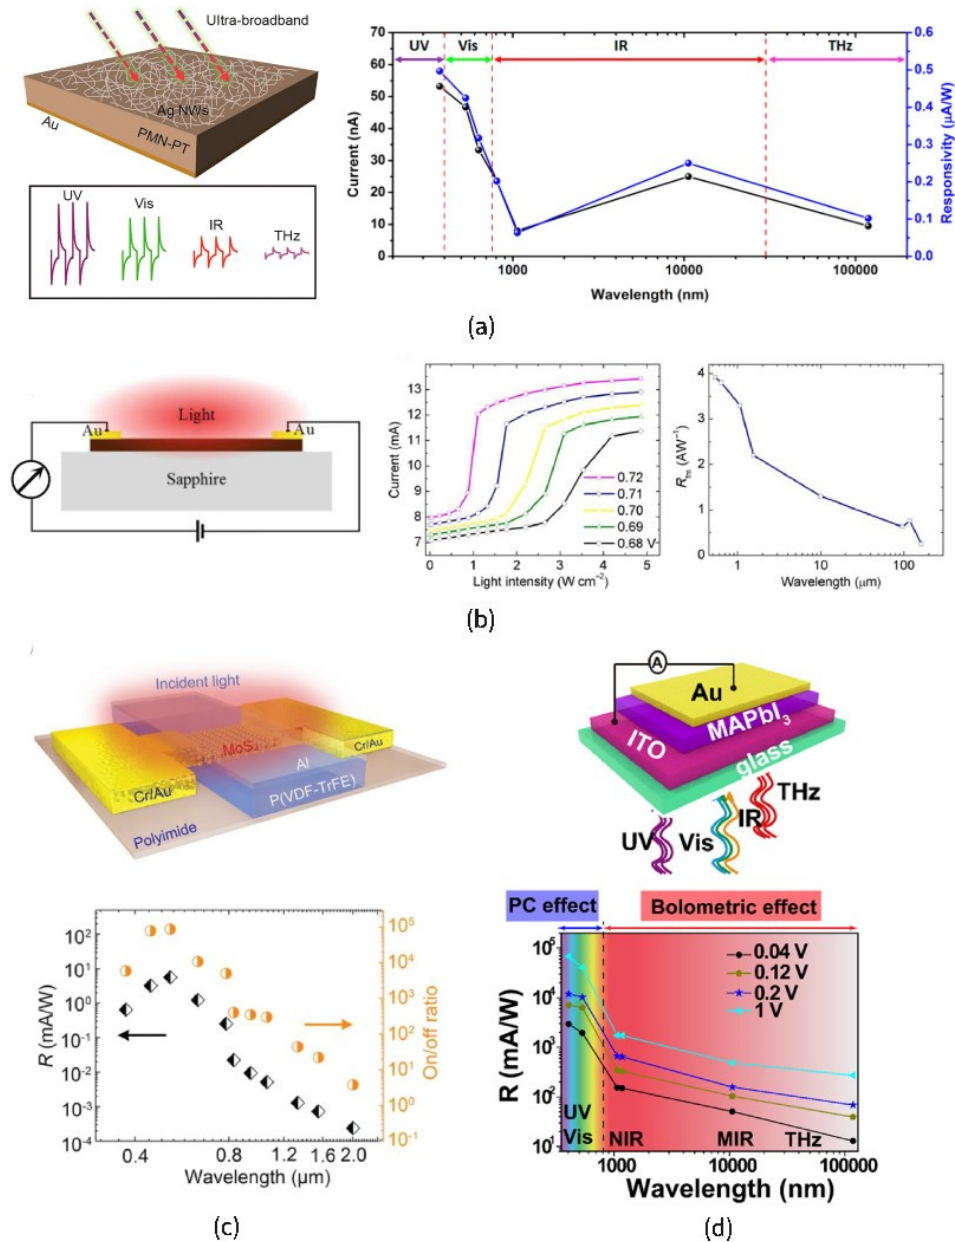 Ultra-broadband
Ag NWs
Au
PMN-PT
UV
Vis
IR
THz
UV
Vis
IR
THz
70
60
50
40
30
20
10
0
Current (nA)
0.6
0.5
0.4
0.3
0.2
0.1
0.0
Responsivity (µA/W)
1000
10000
100000
Wavelength (nm)
(a)
Light
Au
Au
Sapphire
13
12
11
10
9
8
7
Current (mA)
0.72
0.71
0.70
0.69
0.68 V
0
1
2
3
4
5
Light intensity (W cm⁻²)
4
3
2
1
0
(AW⁻¹)
1
10
100
Wavelength (µm)
(b)
Incident light
MoS₂
Cr/Au
Al
Cr/Au
P(VDF-TrFE)
Polyimide
A
Au
MAPbI₃
ITO
glass
THz
IR
UV
Vis
10²
10¹
10⁰
10⁻¹
10⁻²
10⁻³
10⁻⁴
R (mA/W)
10⁵
10⁴
10³
10²
10¹
10⁰
10⁻¹
On/off ratio
0.4
0.8
1.2
1.6
2.0
Wavelength (µm)
(c)
PC effect
Bolometric effect
10⁵
10⁴
10³
10²
10¹
R (mA/W)
0.04 V
0.12 V
0.2 V
1 V
UV
Vis
NIR
MIR
THz
1000
10000
100000
Wavelength (nm)
(d)